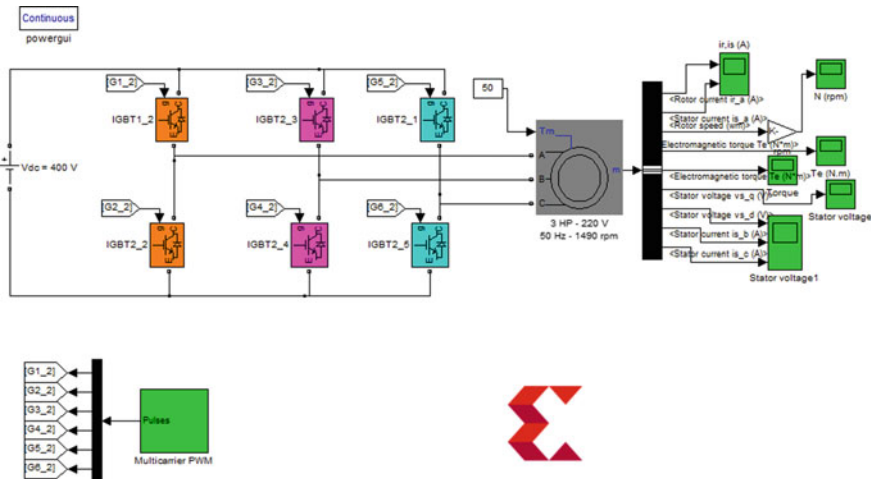 Continuous
powergui
[G1_2]
[G3_2]
[G5_2]
g C
E
IGBT1_2
g C
E
IGBT2_3
g C
E
IGBT2_1
+
Vdc = 400 V
[G2_2]
[G4_2]
[G6_2]
g C
E
IGBT2_2
g C
E
IGBT2_4
g C
E
IGBT2_5
50
Tm
A
B
C
m
3 HP - 220 V
50 Hz - 1490 rpm
ir,is (A)
<Rotor current ir_a (A)>
<Stator current is_a (A)>
<Rotor speed (wm)>
K-
rpm
N (rpm)
Electromagnetic torque Te (N*m)>
Te (N.m)
<Electromagnetic torque Te (N*m)>
Torque
<Stator voltage vs_q (V)>
Stator voltage
<Stator voltage vs_d (V)>
<Stator current is_b (A)>
<Stator current is_c (A)>
Stator voltage1
[G1_2]
[G2_2]
[G3_2]
[G4_2]
[G5_2]
[G6_2]
Pulses
Multicarrier PWM